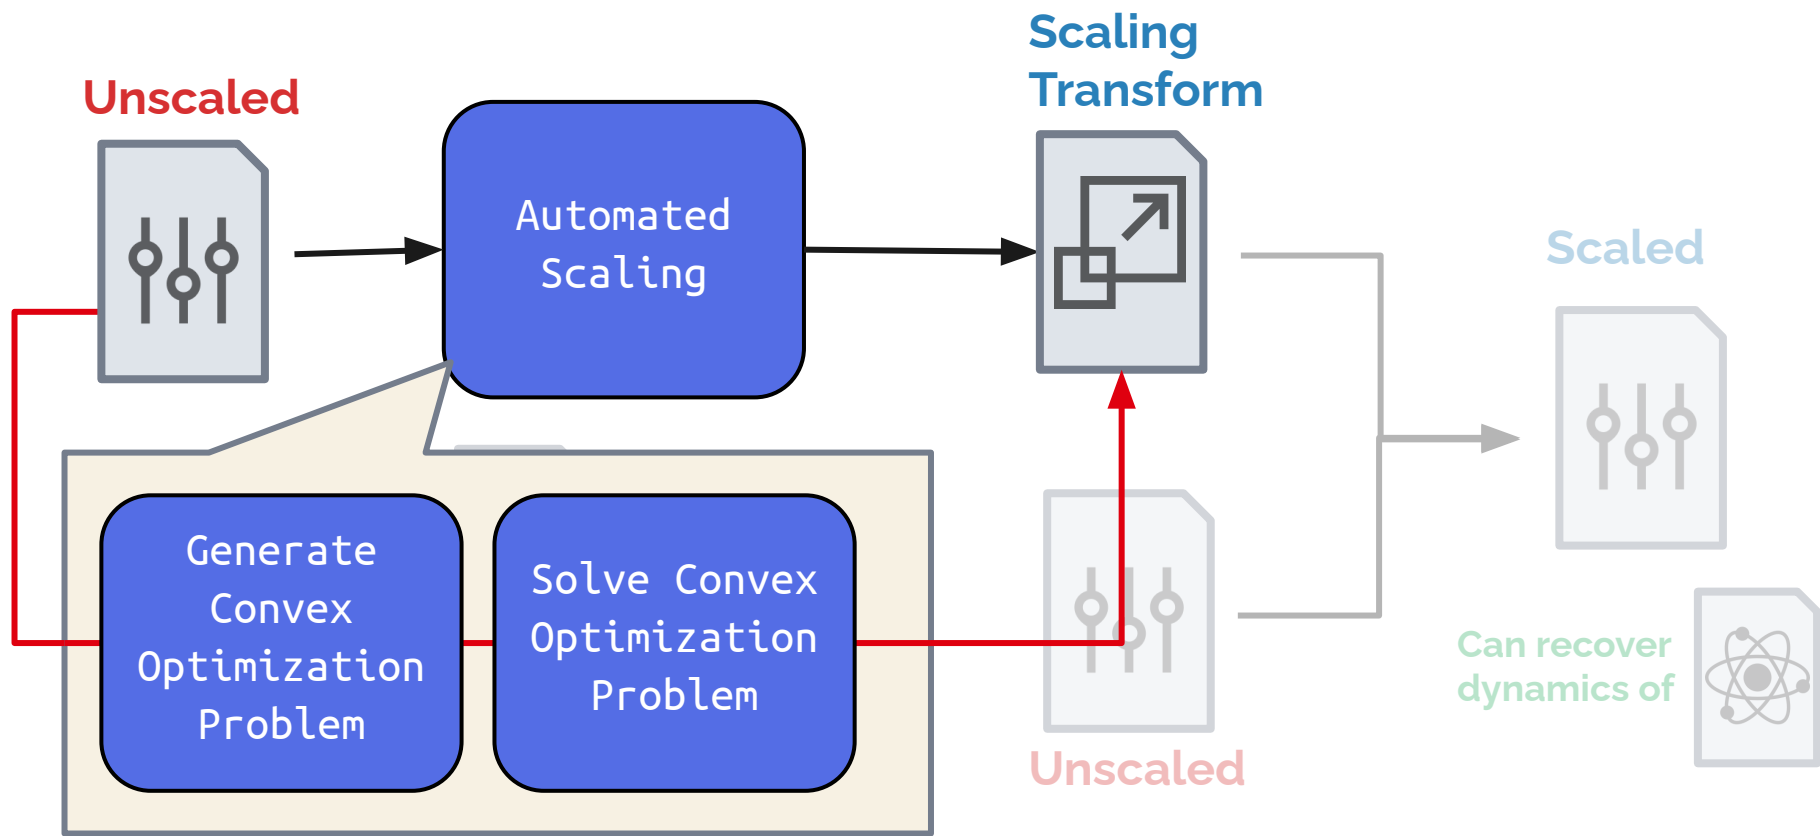 Unscaled
Automated
Scaling
Scaling
Transform
Scaled
Generate
Convex
Optimization
Problem
Solve Convex
Optimization
Problem
Unscaled
Can recover
dynamics of